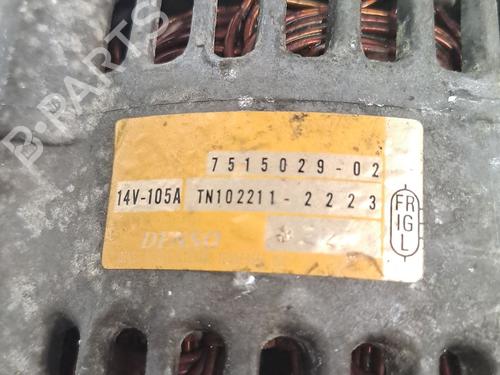 B-PARTS
7515029-02
14V-105A TN102211-2223
FR
IG
L
DENSO